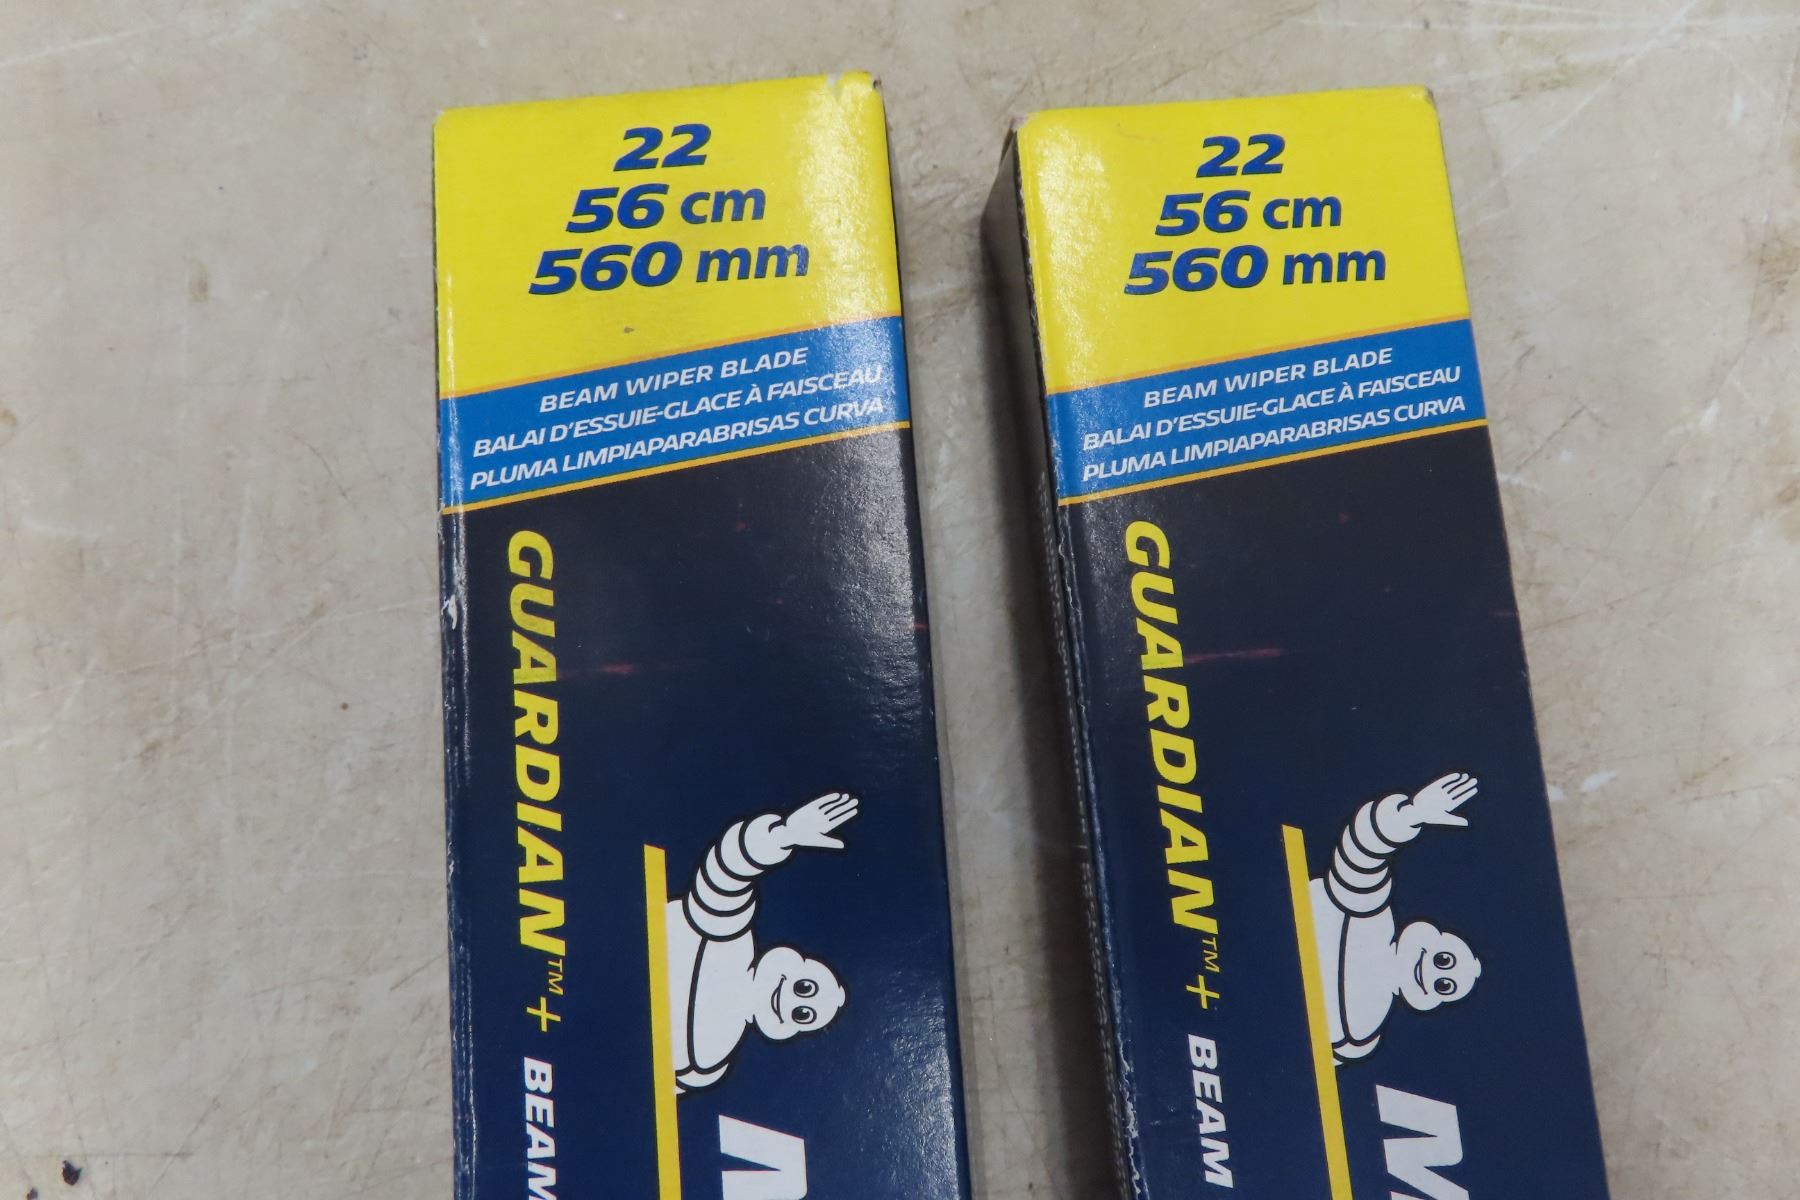 22
56 cm
560 mm
BEAM WIPER BLADE
BALAI D'ESSUIE-GLACE À FAISCEAU
PLUMA LIMPIAPARABRISAS CURVA
GUARDIAN™+ BEAM
M
22
56 cm
560 mm
BEAM WIPER BLADE
BALAI D'ESSUIE-GLACE À FAISCEAU
PLUMA LIMPIAPARABRISAS CURVA
GUARDIAN™+ BEAM
M